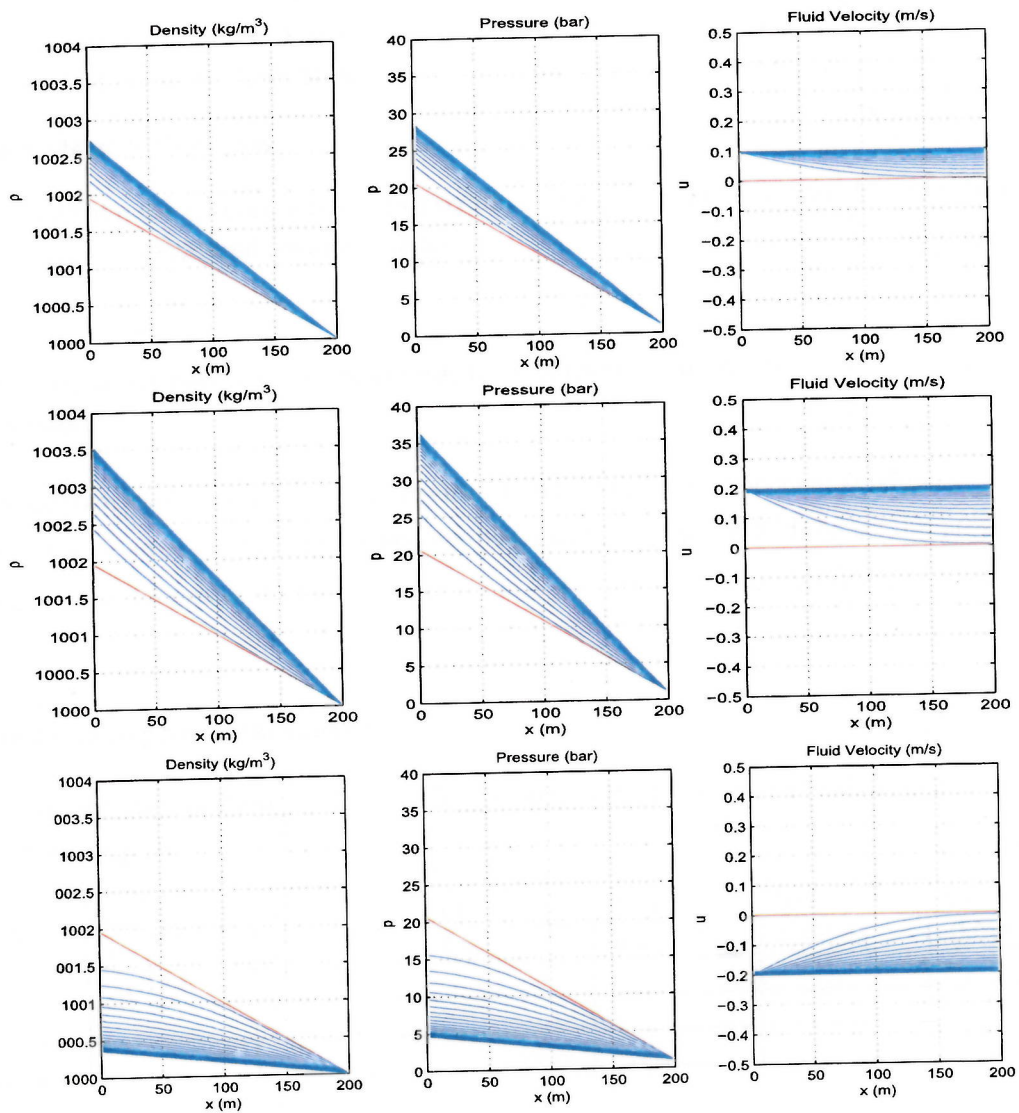 Density (kg/m³)
1004
1003.5
1003
1002.5
1002
1001.5
1001
1000.5
1000
ρ
0 50 100 150 200
x (m)
Pressure (bar)
40
35
30
25
20
15
10
5
0
p
0 50 100 150 200
x (m)
Fluid Velocity (m/s)
0.5
0.4
0.3
0.2
0.1
0
−0.1
−0.2
−0.3
−0.4
−0.5
u
0 50 100 150 200
x (m)
Density (kg/m³)
1004
1003.5
1003
1002.5
1002
1001.5
1001
1000.5
1000
ρ
0 50 100 150 200
x (m)
Pressure (bar)
40
35
30
25
20
15
10
5
0
p
0 50 100 150 200
x (m)
Fluid Velocity (m/s)
0.5
0.4
0.3
0.2
0.1
0
−0.1
−0.2
−0.3
−0.4
−0.5
u
0 50 100 150 200
x (m)
Density (kg/m³)
1004
003.5
1003
002.5
1002
001.5
1001
000.5
1000
0 50 100 150 200
x (m)
Pressure (bar)
40
35
30
25
20
15
10
5
0
p
0 50 100 150 200
x (m)
Fluid Velocity (m/s)
0.5
0.4
0.3
0.2
0.1
0
−0.1
−0.2
−0.3
−0.4
−0.5
u
0 50 100 150 200
x (m)